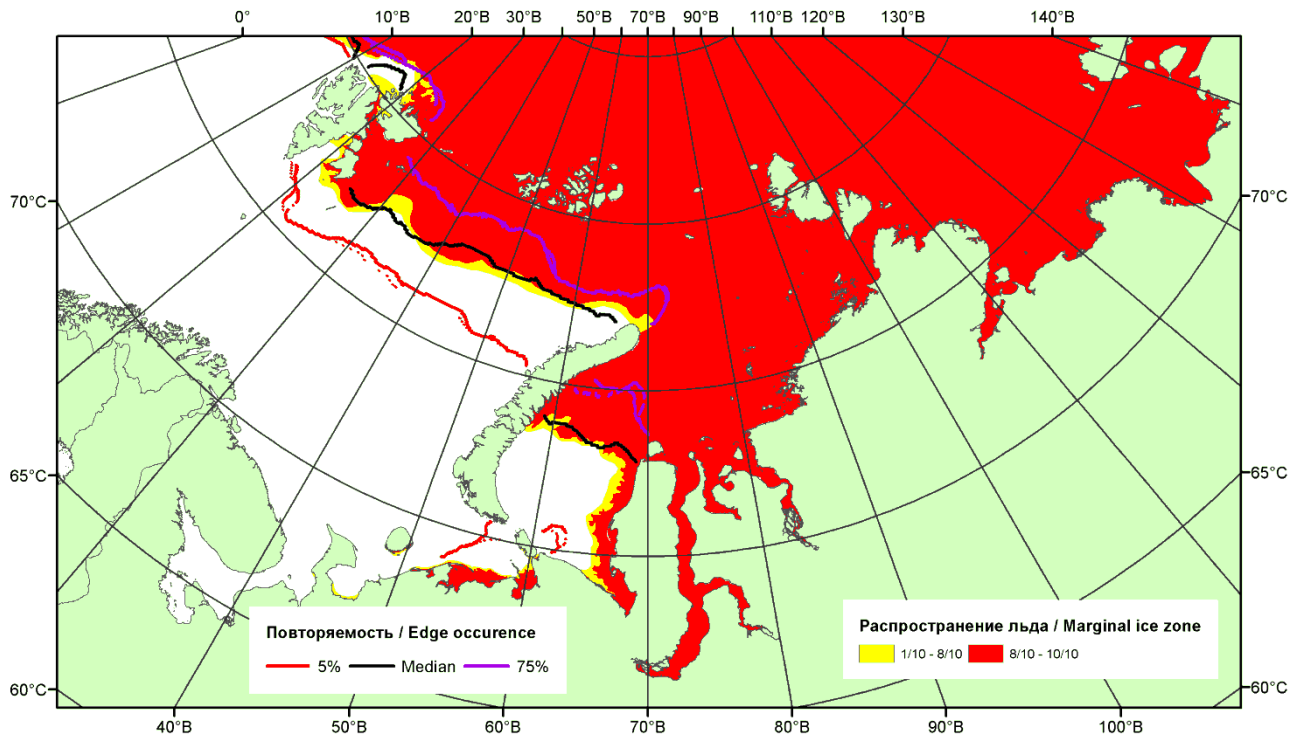 0° 10°В 20°В 30°В 50°В 70°В 90°В 110°В 120°В 130°В 140°В
70°С 70°С
65°С 65°С
60°С 60°С
Повторяемость / Edge occurence
5% Median 75%
Распространение льда / Marginal ice zone
1/10 - 8/10 8/10 - 10/10
40°В 50°В 60°В 70°В 80°В 90°В 100°В